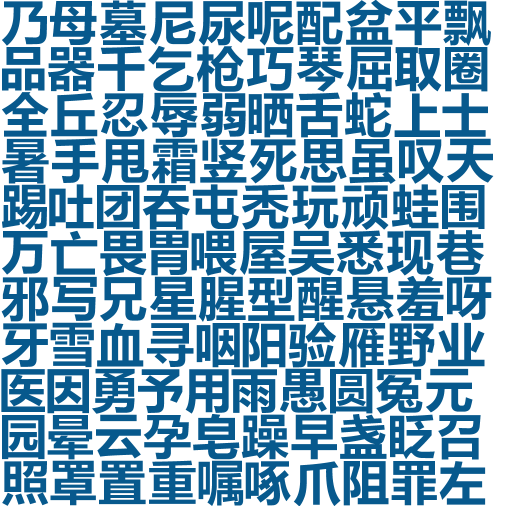 乃母墓尼尿呢配盆平飘
品器千乞枪巧琴屈取圈
全丘忍辱弱晒舌蛇上士
暑手甩霜竖死思虽叹天
踢吐团吞屯秃玩顽蛙围
万亡畏胃喂屋吴悉现巷
邪写兄星腥型醒悬羞呀
牙雪血寻咽阳验雁野业
医因勇予用雨愚圆冤元
园晕云孕皂躁早盏眨召
照罩置重嘱啄爪阻罪左